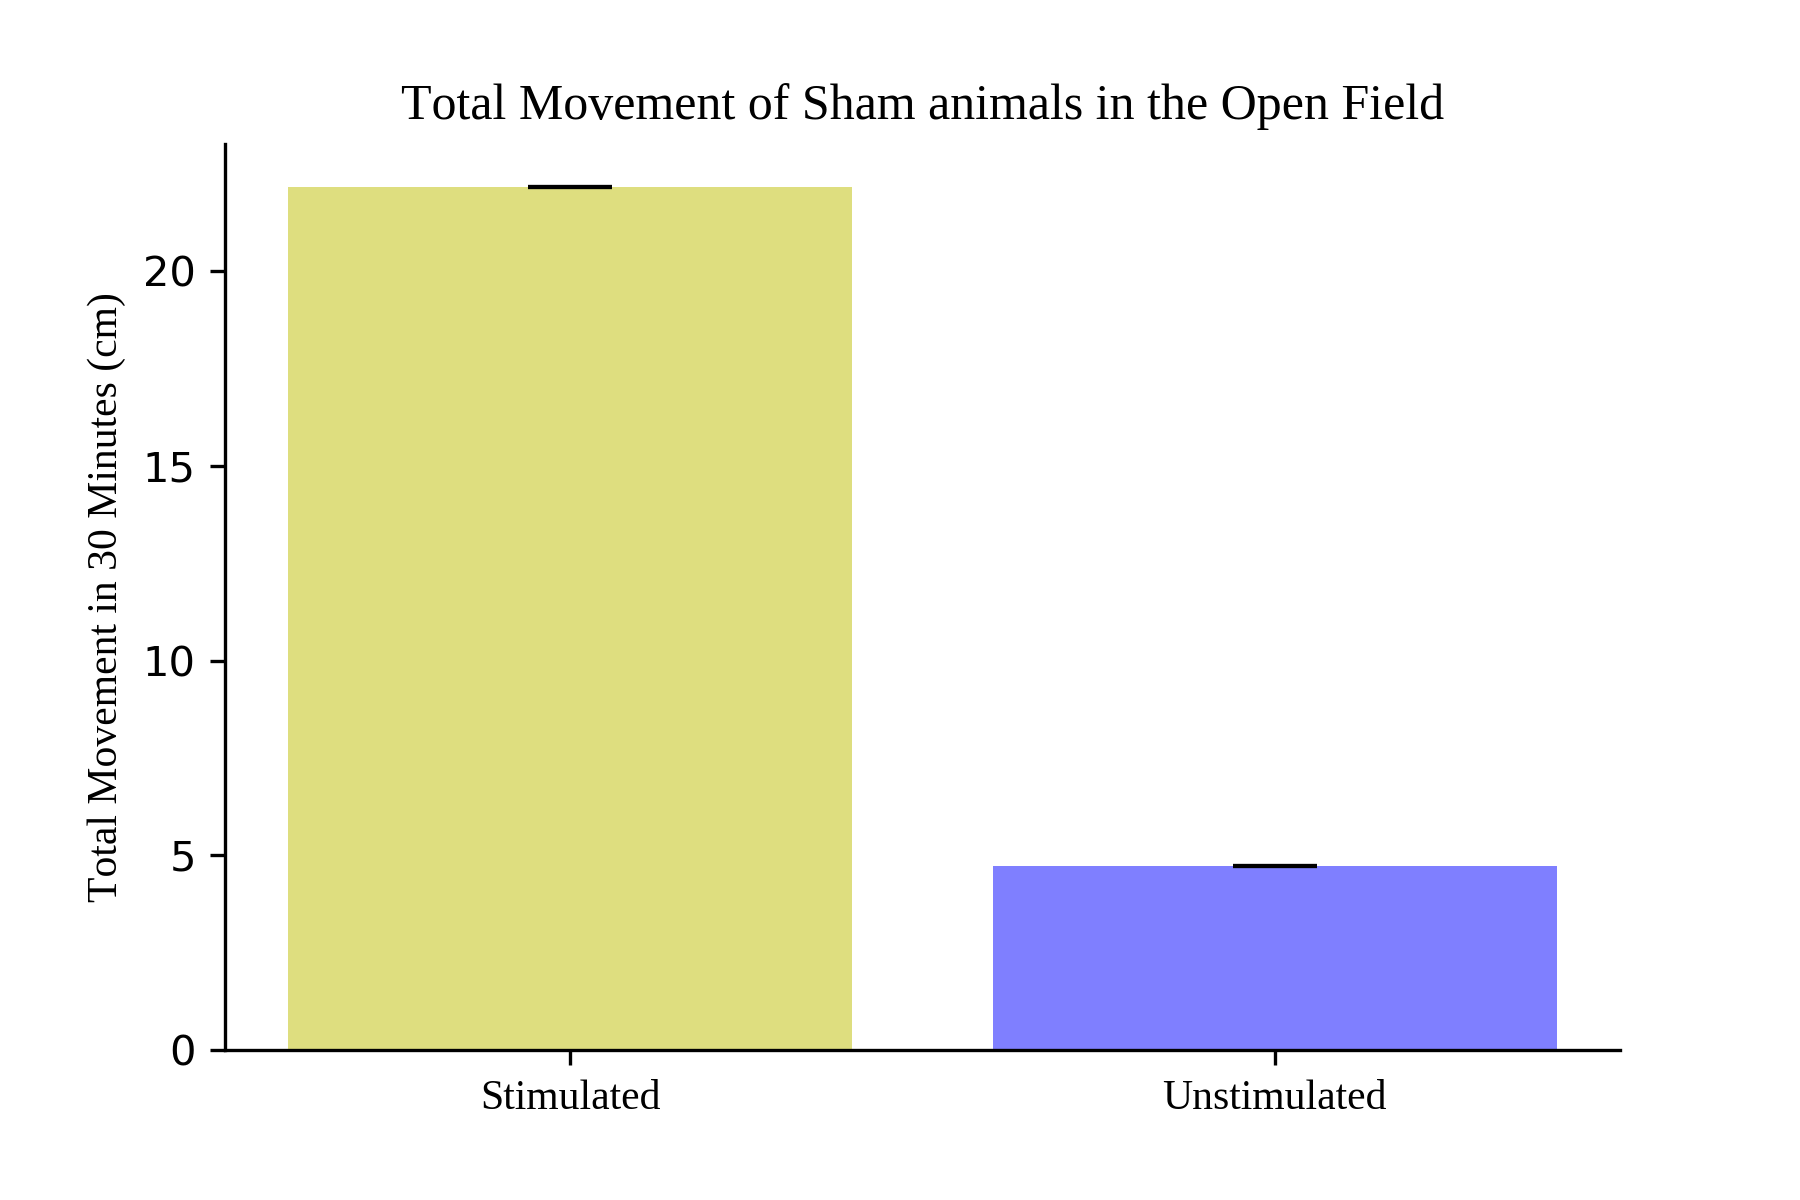 Total Movement of Sham animals in the Open Field
Total Movement in 30 Minutes (cm)
20
15
10
5
0
Stimulated
Unstimulated